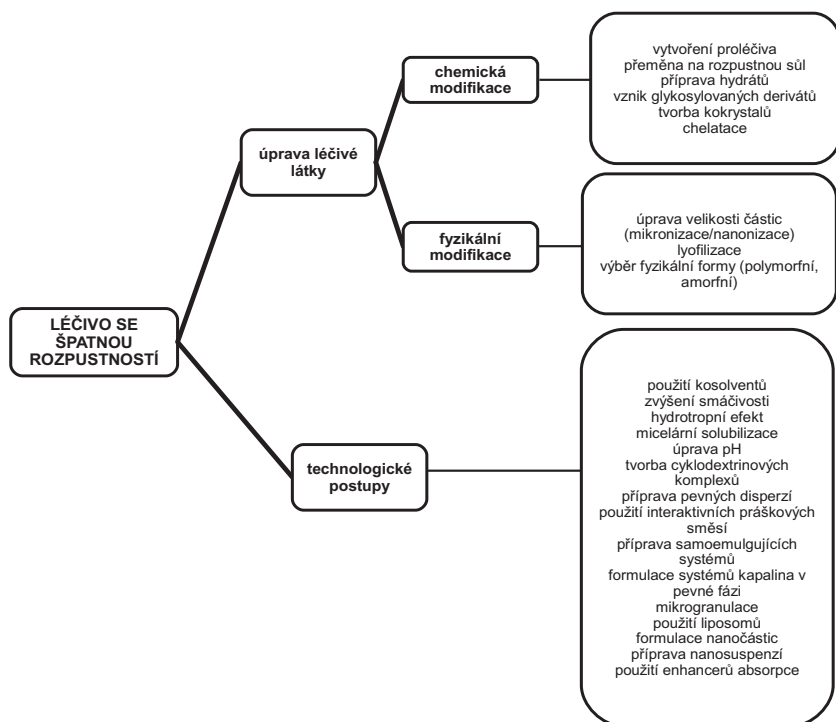 LÉČIVO SE
ŠPATNOU
ROZPUSTNOSTÍ
úprava léčivé
látky
chemická
modifikace
vytvoření proléčiva
přeměna na rozpustnou sůl
příprava hydrátů
vznik glykosylovaných derivátů
tvorba kokrystalů
chelatace
fyzikální
modifikace
úprava velikosti částic
(mikronizace/nanonizace)
lyofilizace
výběr fyzikální formy (polymorfní,
amorfní)
technologické
postupy
použití kosolventů
zvýšení smáčivosti
hydrotropní efekt
micelární solubilizace
úprava pH
tvorba cyklodextrinových
komplexů
příprava pevných disperzí
použití interaktivních práškových
směsí
příprava samoemulgujících
systémů
formulace systémů kapalina v
pevné fázi
mikrogranulace
použití liposomů
formulace nanočástic
příprava nanosuspenzí
použití enhancerů absorpce